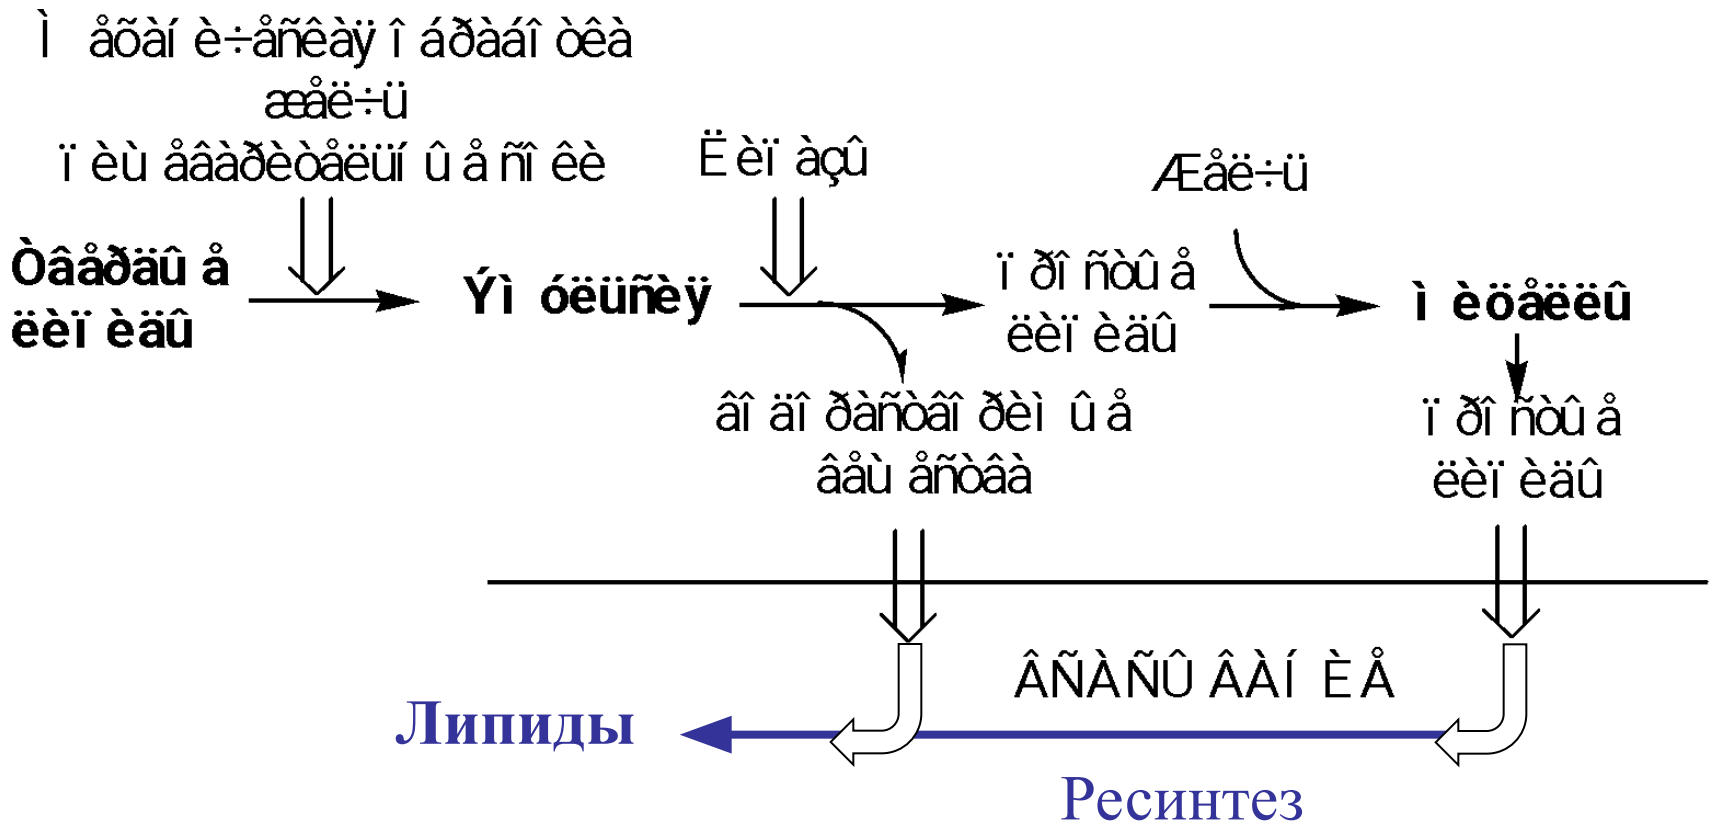 Ì åõàí è÷åñêàÿ î áðàáî òêà
æåë÷ü
ï èù åâàðèòåëüí û å ñî êè
Ëèï àçû
Æåë÷ü
Òâåðäû å
ëèï èäû
Ýì óëüñèÿ
ï ðî ñòû å
ëèï èäû
ì èöåëëû
âî äî ðàñòâî ðèì û å
âåù åñòâà
ï ðî ñòû å
ëèï èäû
ÂÑÀÑÛ ÂÀÍ ÈÅ
Липиды
Ресинтез